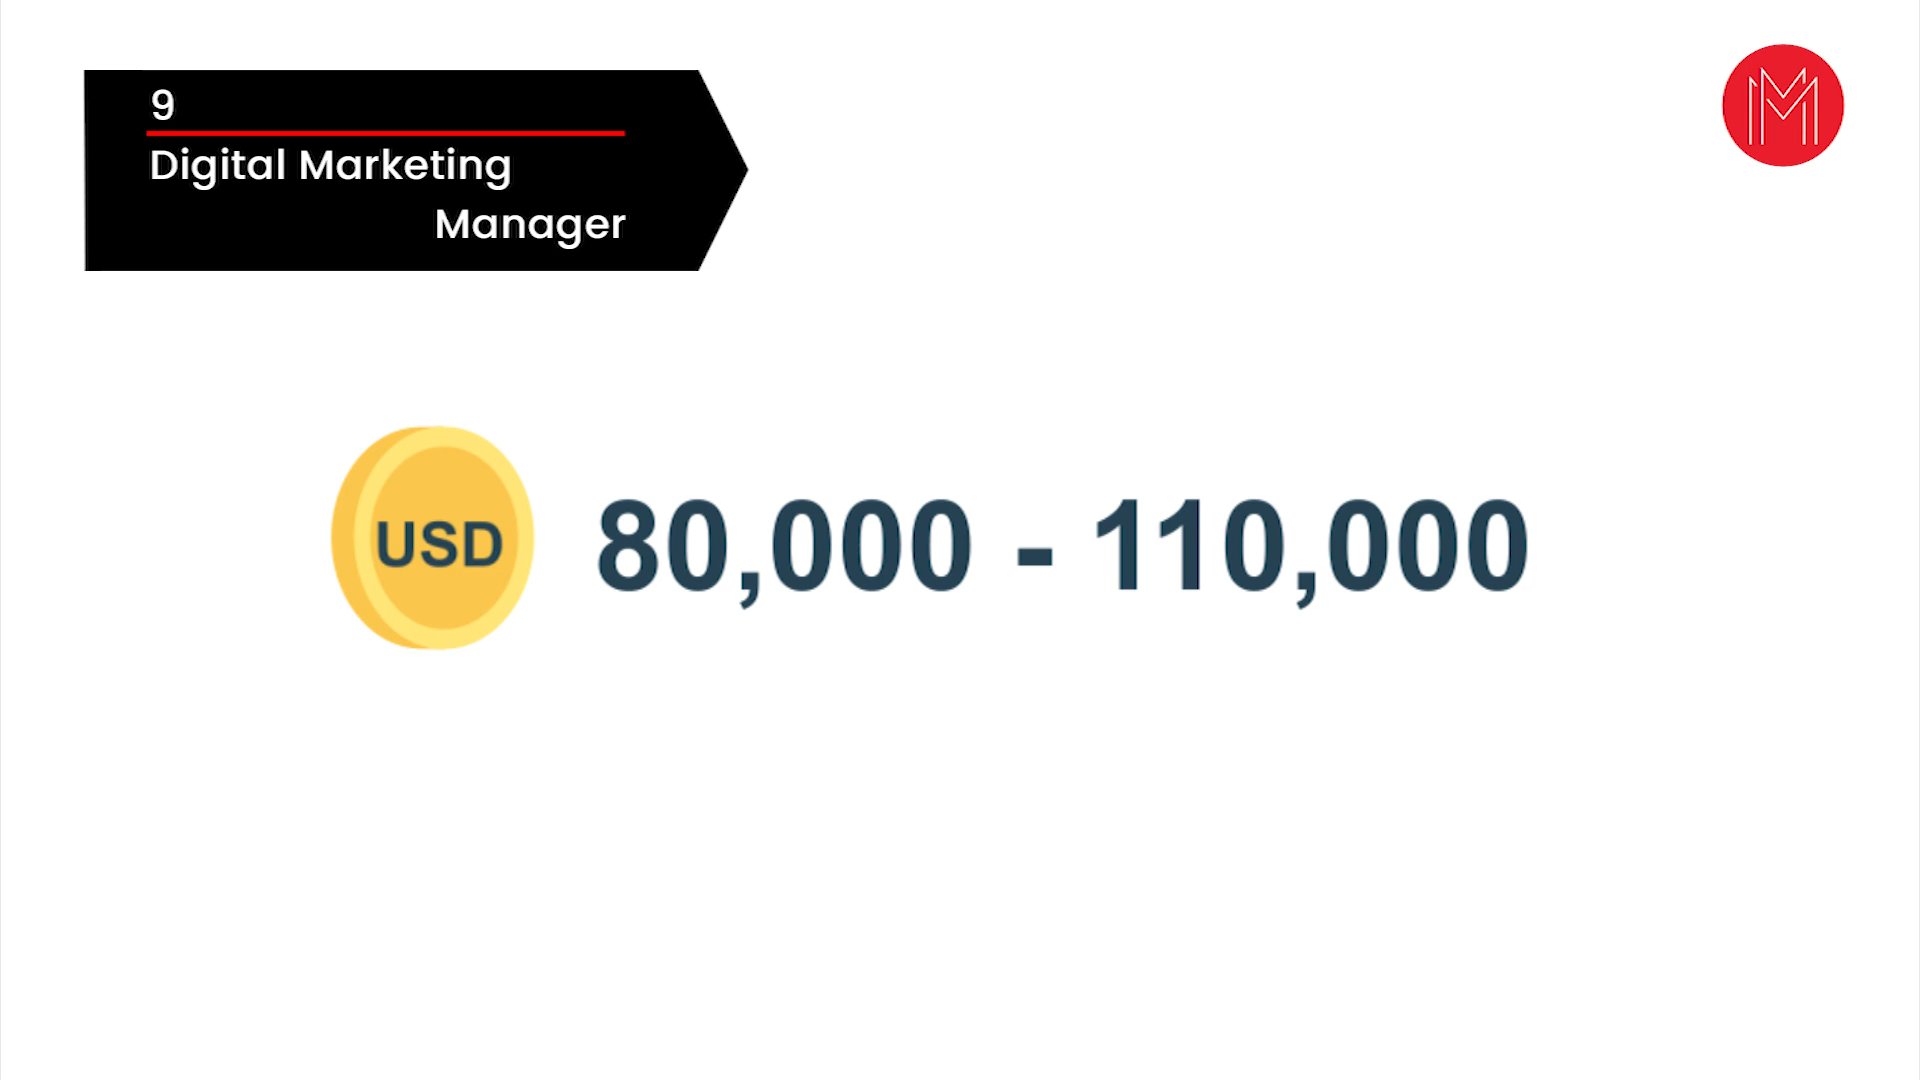 9
Digital Marketing
Manager
M
USD
80,000 - 110,000